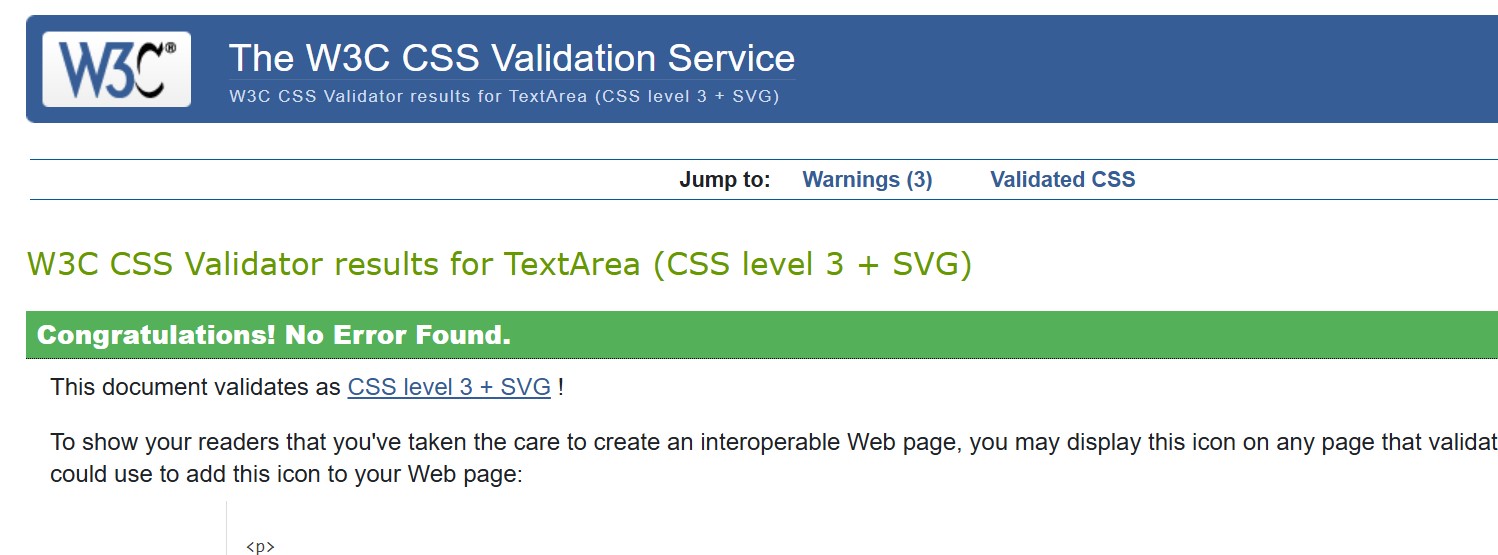 W3C®
The W3C CSS Validation Service
W3C CSS Validator results for TextArea (CSS level 3 + SVG)
Jump to: Warnings (3) Validated CSS
W3C CSS Validator results for TextArea (CSS level 3 + SVG)
Congratulations! No Error Found.
This document validates as CSS level 3 + SVG !
To show your readers that you've taken the care to create an interoperable Web page, you may display this icon on any page that validat
could use to add this icon to your Web page:
<p>